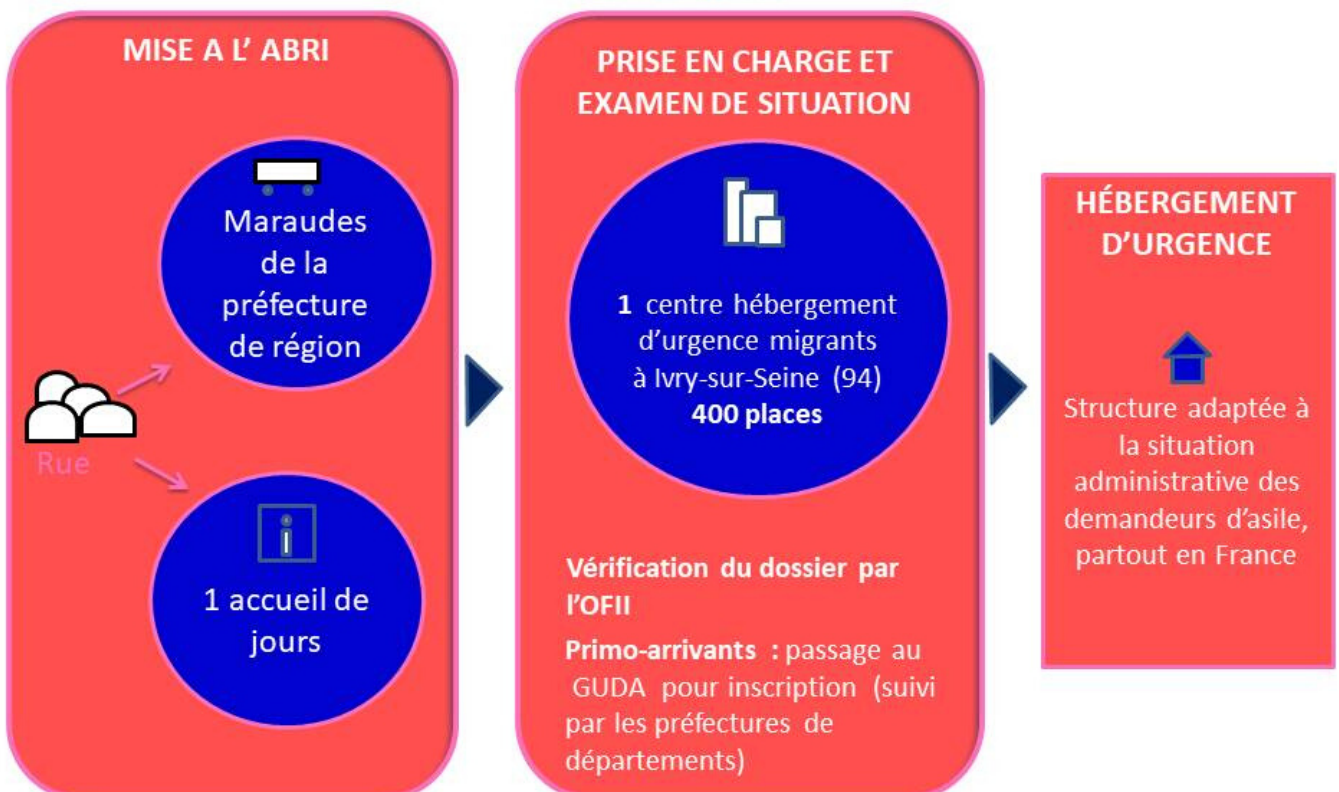 MISE A L' ABRI
Maraudes
de la
préfecture
de région
Rue
1 accueil de
jours
PRISE EN CHARGE ET
EXAMEN DE SITUATION
1 centre hébergement
d'urgence migrants
à Ivry-sur-Seine (94)
400 places
Vérification du dossier par
l'OFII
Primo-arrivants : passage au
GUDA pour inscription (suivi
par les préfectures de
départements)
HÉBERGEMENT
D'URGENCE
Structure adaptée à
la situation
administrative des
demandeurs d'asile,
partout en France